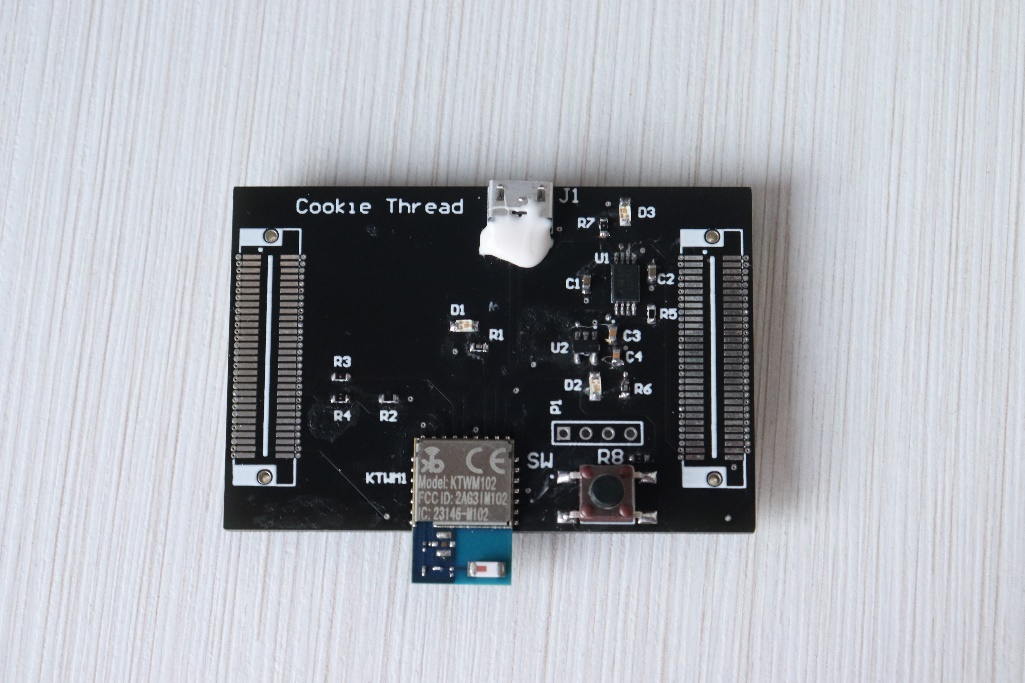 Cookie Thread
J1
D3
R7
U1
C1
C2
R5
D1
R1
C3
U2
C4
R3
D2
R6
R4
R2
P1
SW
R8
KTWM1
CE
Model: KTWM102
FCC ID: 2AG3IM102
IC: 23146-M102